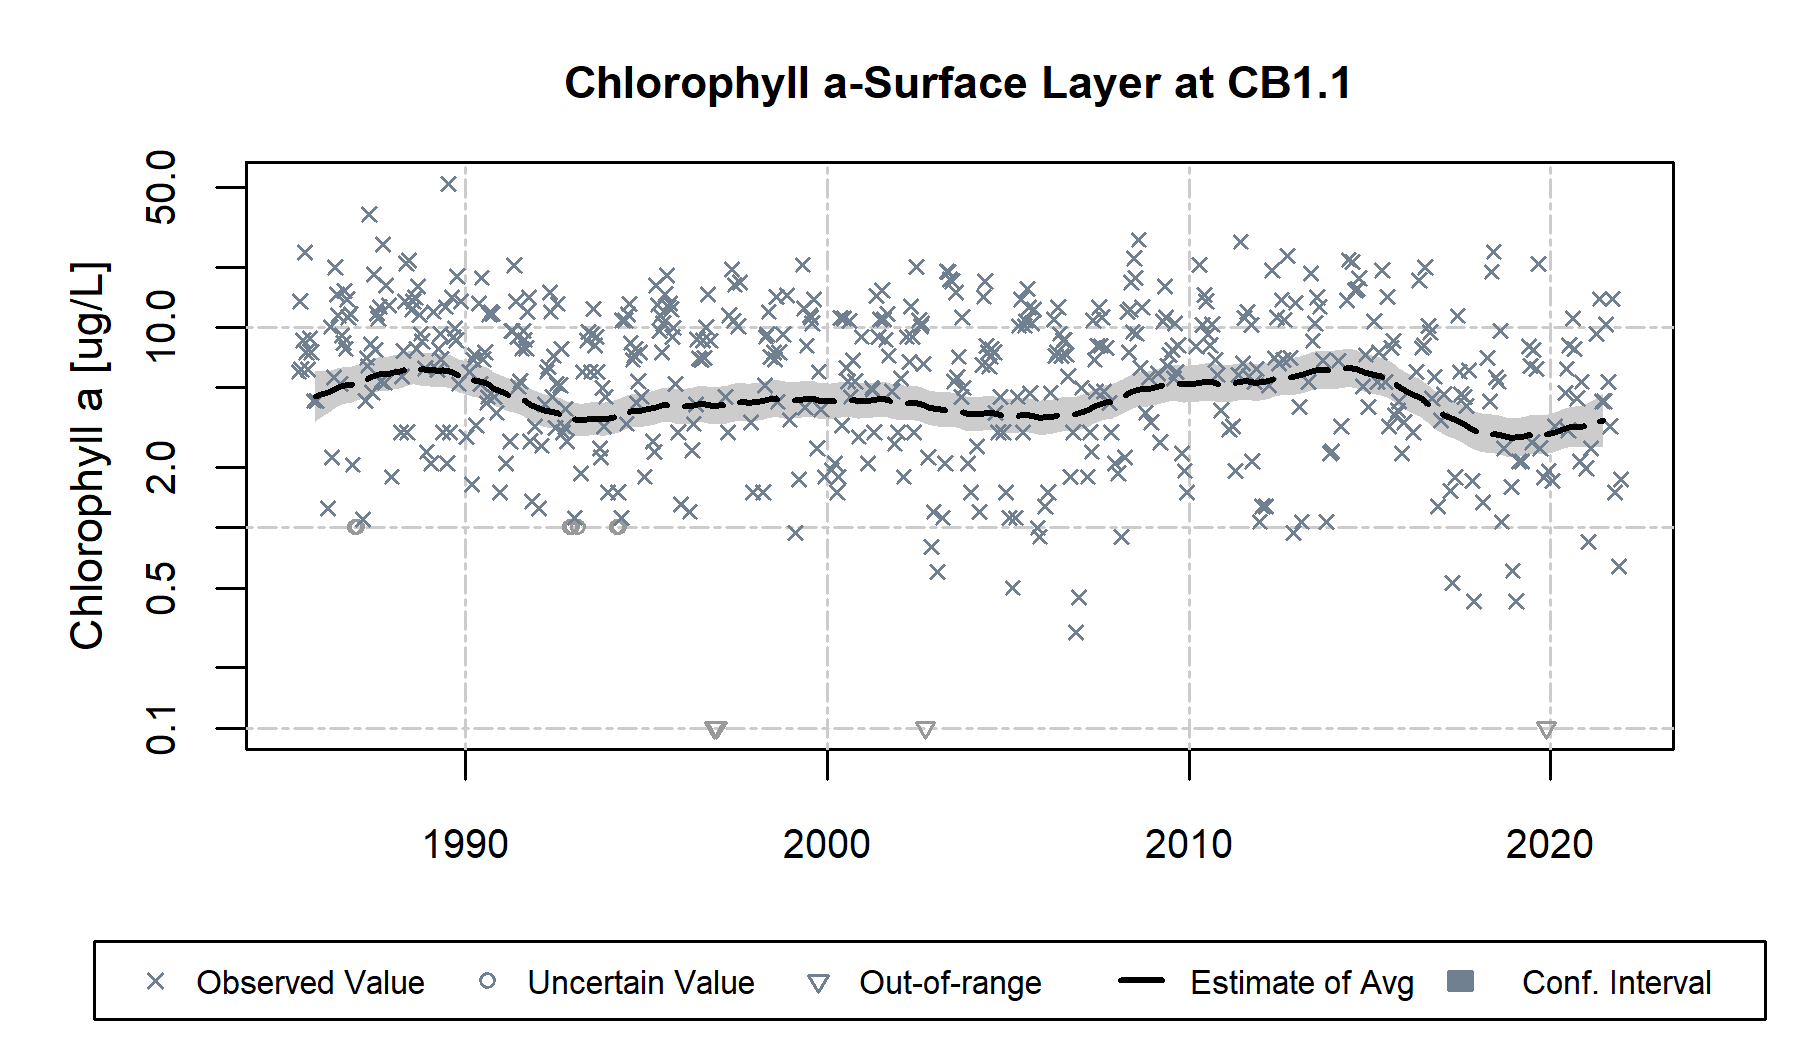 Chlorophyll a-Surface Layer at CB1.1
Chlorophyll a [ug/L]
50.0
10.0
2.0
0.5
0.1
1990 2000 2010 2020
Observed Value Uncertain Value Out-of-range Estimate of Avg Conf. Interval